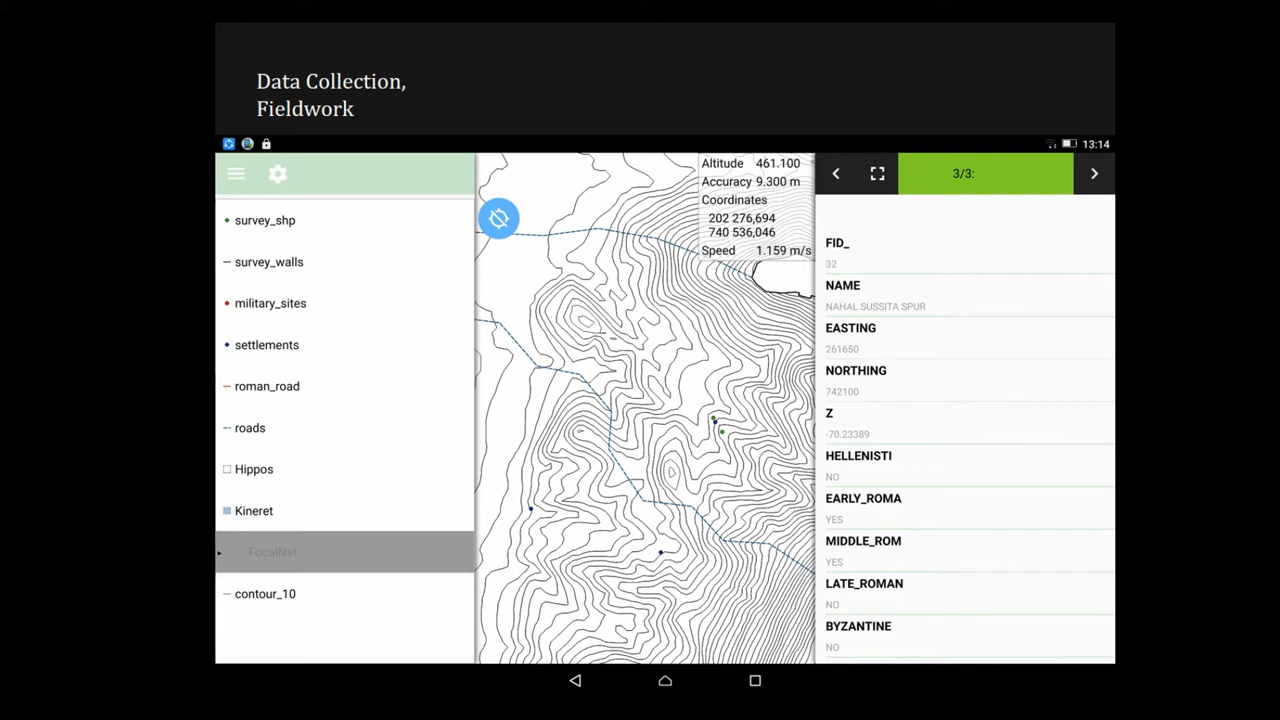 Data Collection,
Fieldwork
13:14
survey_shp
survey_walls
military_sites
settlements
roman_road
roads
Hippos
Kineret
FocalNet
contour_10
Altitude 461.100
Accuracy 9.300 m
Coordinates
202 276,694
740 536,046
Speed 1.159 m/s
3/3:
FID_
32
NAME
NAHAL SUSSITA SPUR
EASTING
261650
NORTHING
742100
Z
-70.23389
HELLENISTI
NO
EARLY_ROMA
YES
MIDDLE_ROM
YES
LATE_ROMAN
NO
BYZANTINE
NO